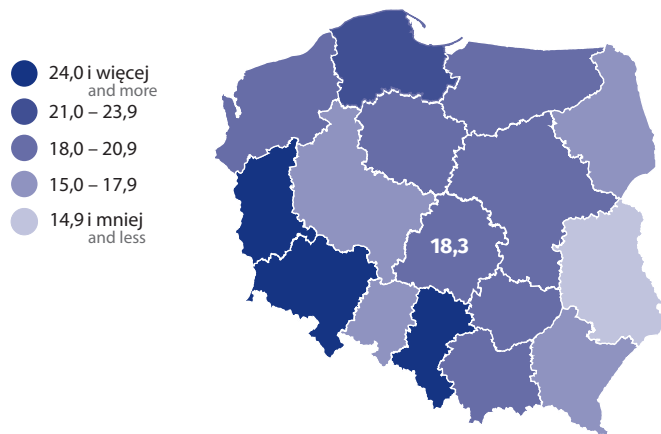 24,0 i więcej
and more
21,0 – 23,9
18,0 – 20,9
15,0 – 17,9
14,9 i mniej
and less
18,3